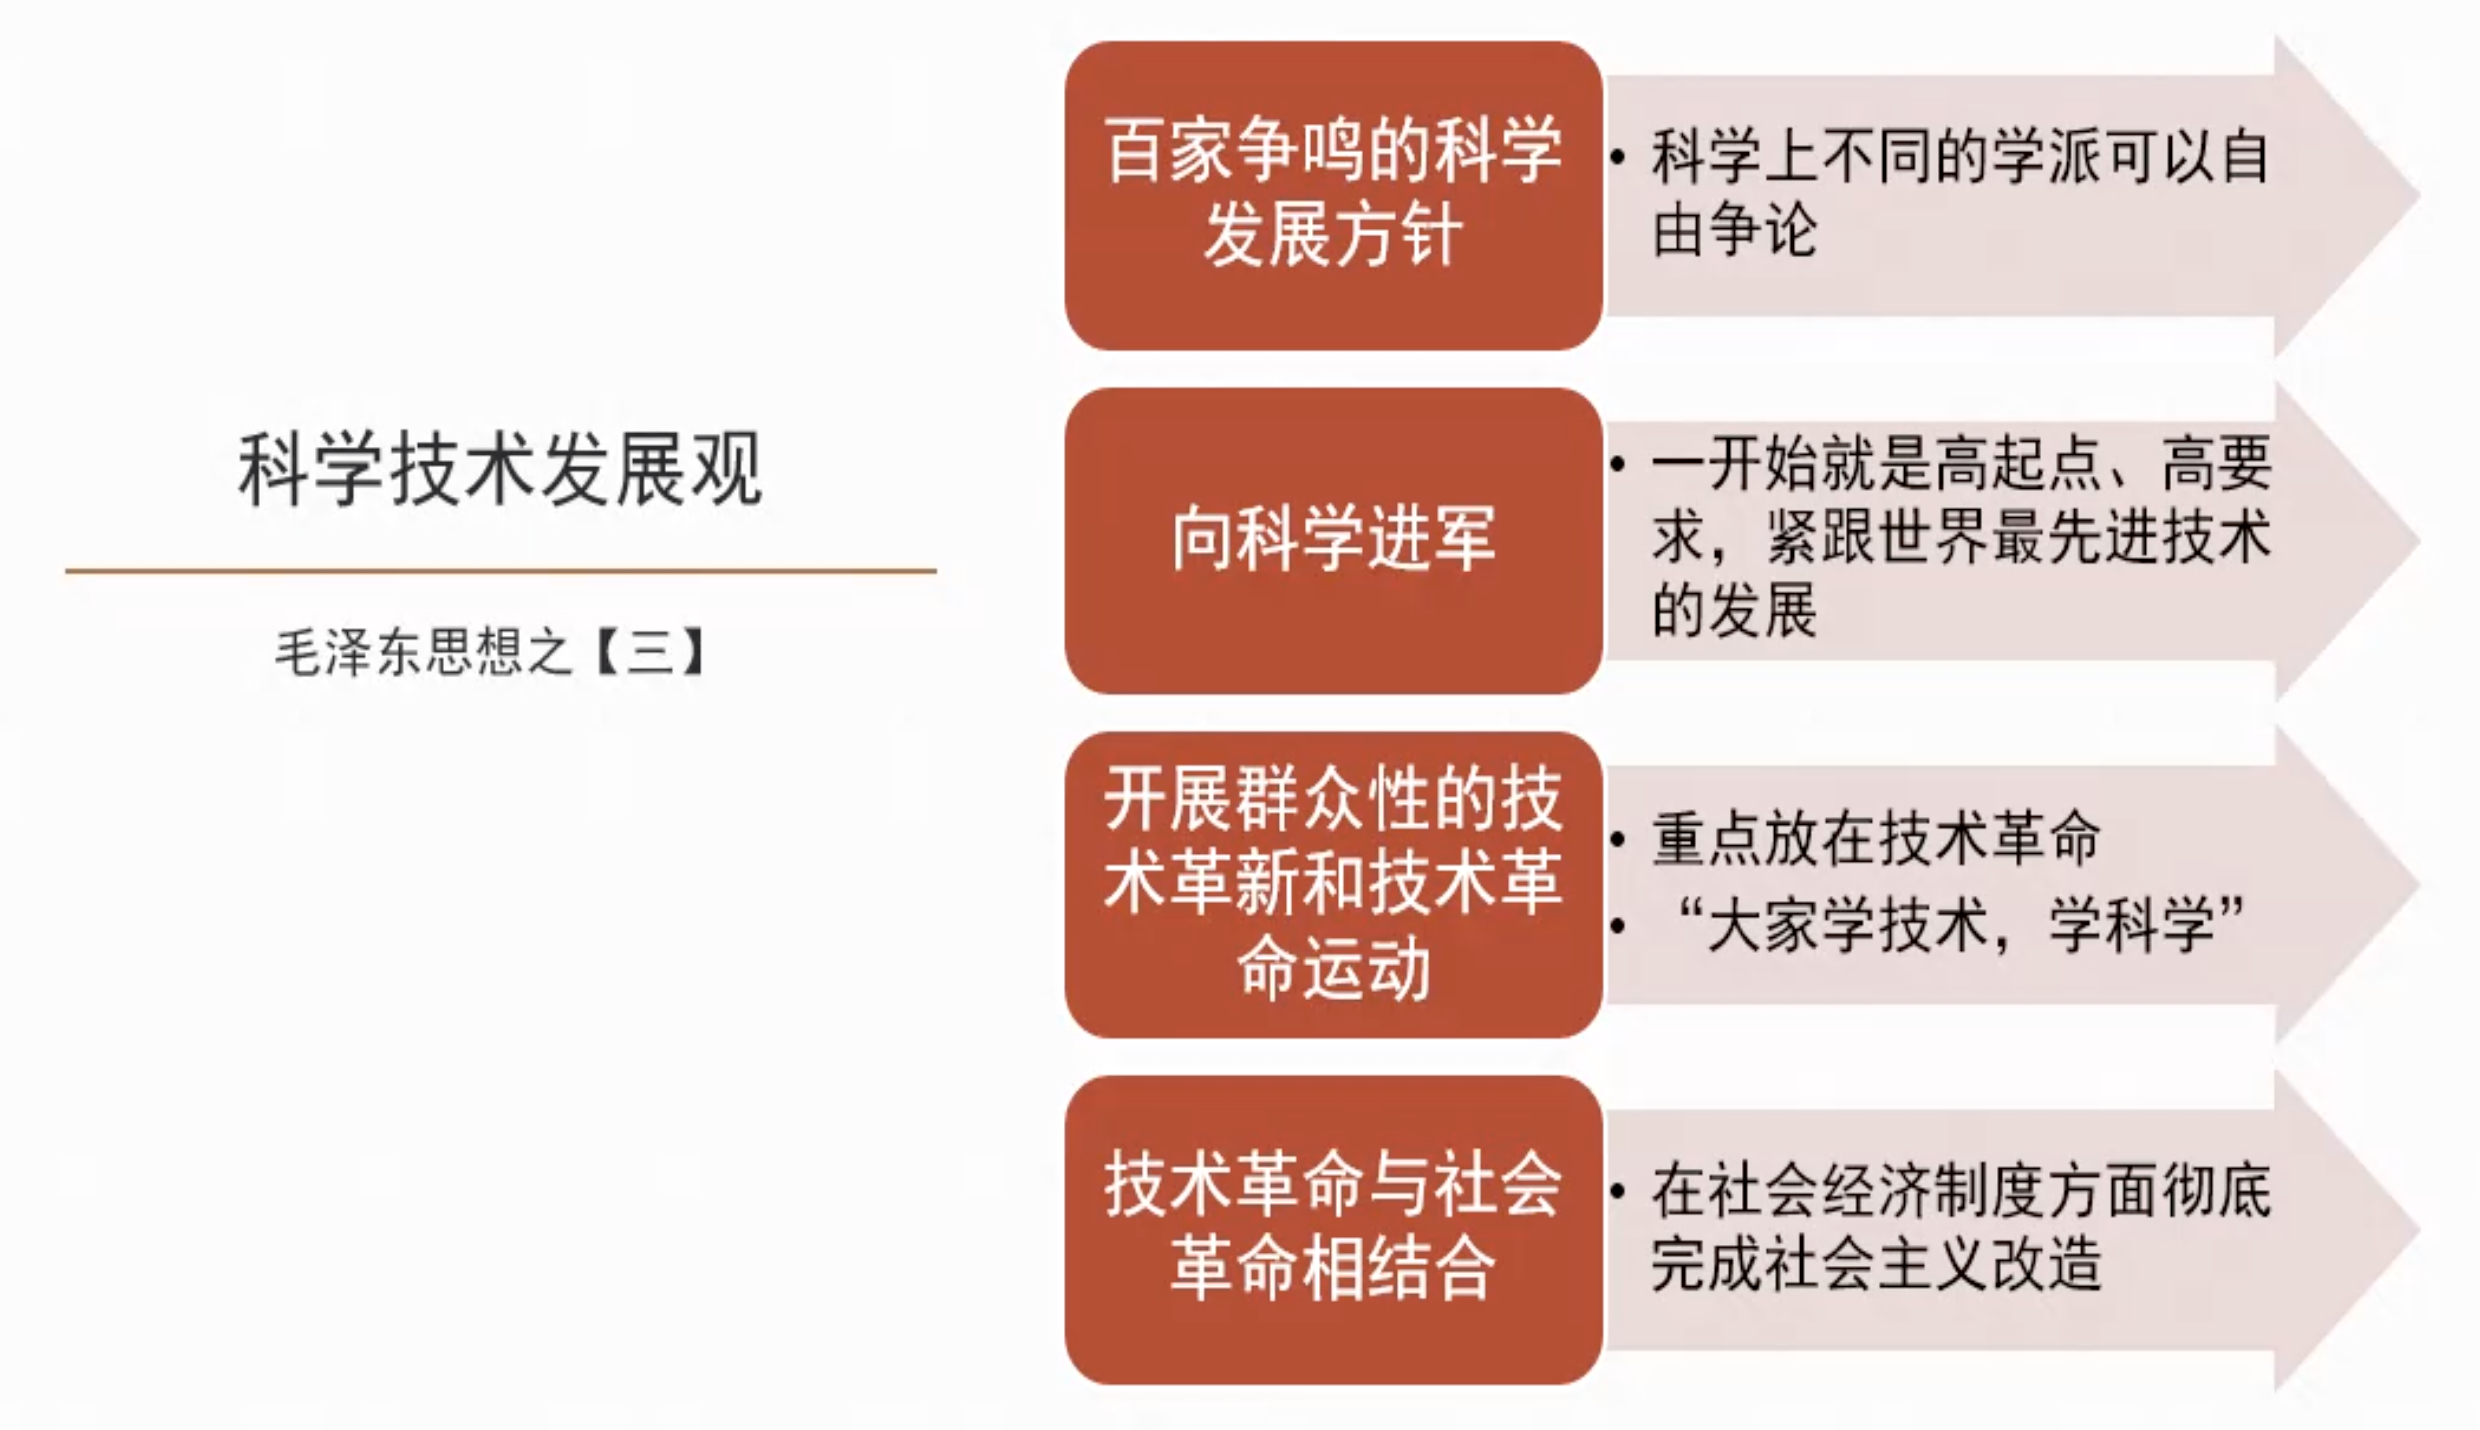 科学技术发展观
毛泽东思想之【三】
百家争鸣的科学
发展方针
• 科学上不同的学派可以自
由争论
向科学进军
• 一开始就是高起点、高要
求，紧跟世界最先进技术
的发展
开展群众性的技
术革新和技术革
命运动
• 重点放在技术革命
• “大家学技术，学科学”
技术革命与社会
革命相结合
• 在社会经济制度方面彻底
完成社会主义改造